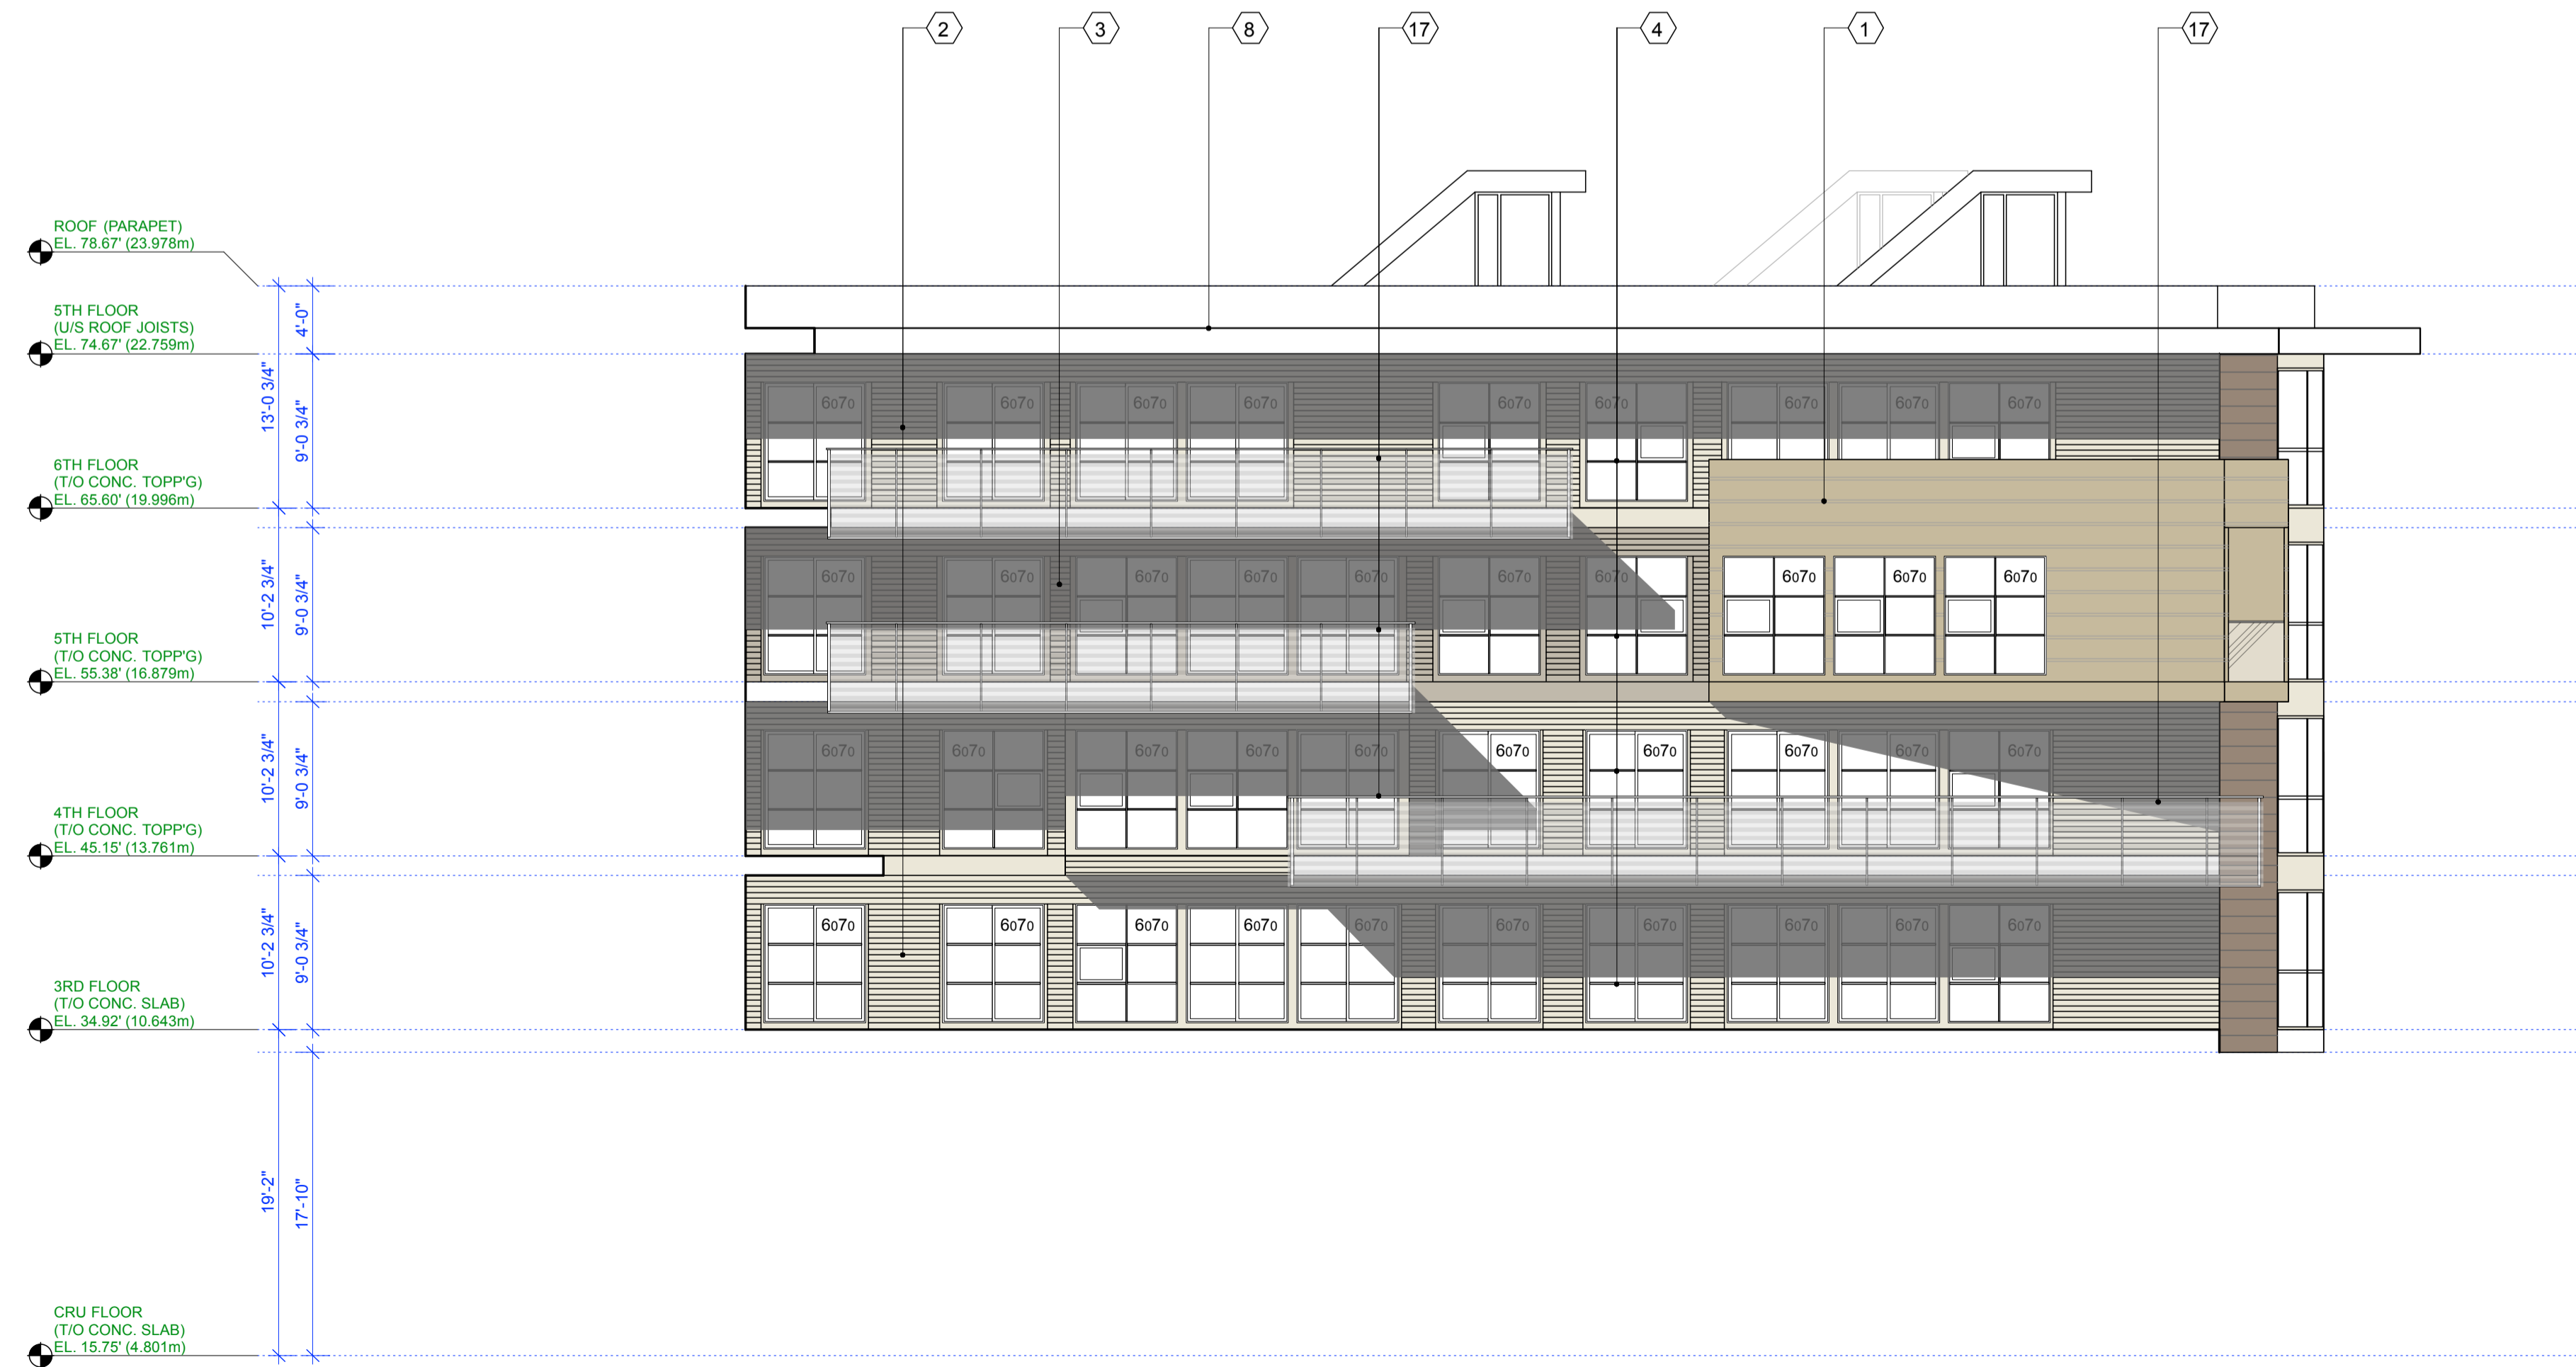 2
3
8
17
4
1
17
ROOF (PARAPET)
EL. 78.67' (23.978m)
5TH FLOOR
(U/S ROOF JOISTS)
EL. 74.67' (22.759m)
6TH FLOOR
(T/O CONC. TOPP'G)
EL. 65.60' (19.996m)
5TH FLOOR
(T/O CONC. TOPP'G)
EL. 55.38' (16.879m)
4TH FLOOR
(T/O CONC. TOPP'G)
EL. 45.15' (13.761m)
3RD FLOOR
(T/O CONC. SLAB)
EL. 34.92' (10.643m)
CRU FLOOR
(T/O CONC. SLAB)
EL. 15.75' (4.801m)
13'-0 3/4"
10'-2 3/4"
10'-2 3/4"
10'-2 3/4"
19'-2"
4'-0"
9'-0 3/4"
9'-0 3/4"
9'-0 3/4"
9'-0 3/4"
17'-10"
6070 6070 6070 6070 6070 6070 6070 6070 6070
6070 6070 6070 6070 6070 6070 6070 6070 6070 6070
6070 6070 6070 6070 6070 6070 6070 6070 6070 6070
6070 6070 6070 6070 6070 6070 6070 6070 6070 6070